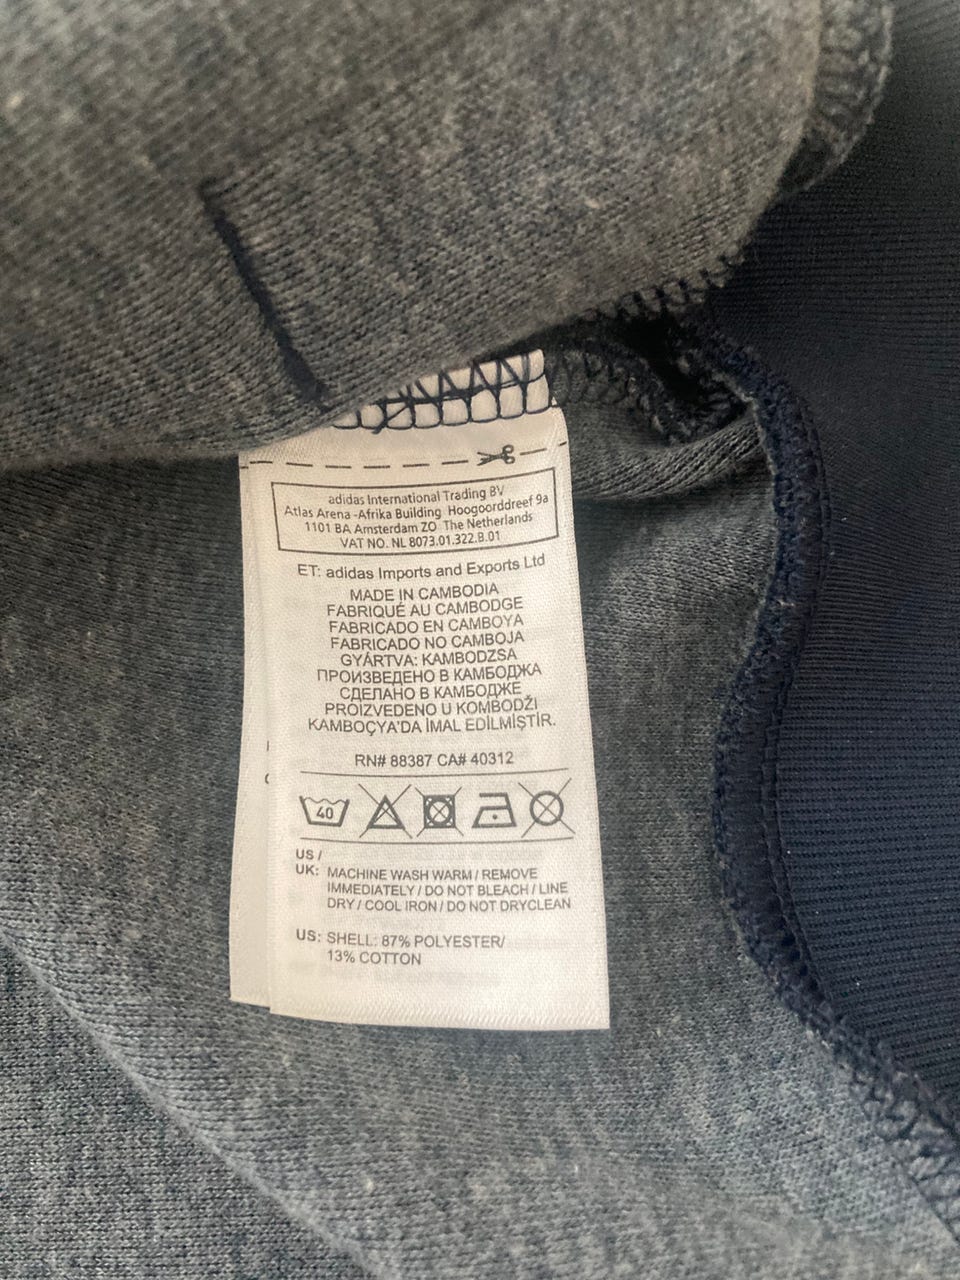 adidas International Trading BV
Atlas Arena -Afrika Building Hoogoorddreef 9a
1101 BA Amsterdam ZO The Netherlands
VAT NO. NL 8073.01.322.B.01
ET: adidas Imports and Exports Ltd
MADE IN CAMBODIA
FABRIQUÉ AU CAMBODGE
FABRICADO EN CAMBOYA
FABRICADO NO CAMBOJA
GYÁRTVA: KAMBODZSA
ПРОИЗВЕДЕНО В КАМБОДЖА
СДЕЛАНО В КАМБОДЖЕ
PROIZVEDENO U KOMBODŽI
KAMBOÇYA'DA İMAL EDİLMİŞTİR.
RN# 88387 CA# 40312
40
US /
UK: MACHINE WASH WARM / REMOVE
IMMEDIATELY / DO NOT BLEACH / LINE
DRY / COOL IRON / DO NOT DRYCLEAN
US: SHELL: 87% POLYESTER/
13% COTTON